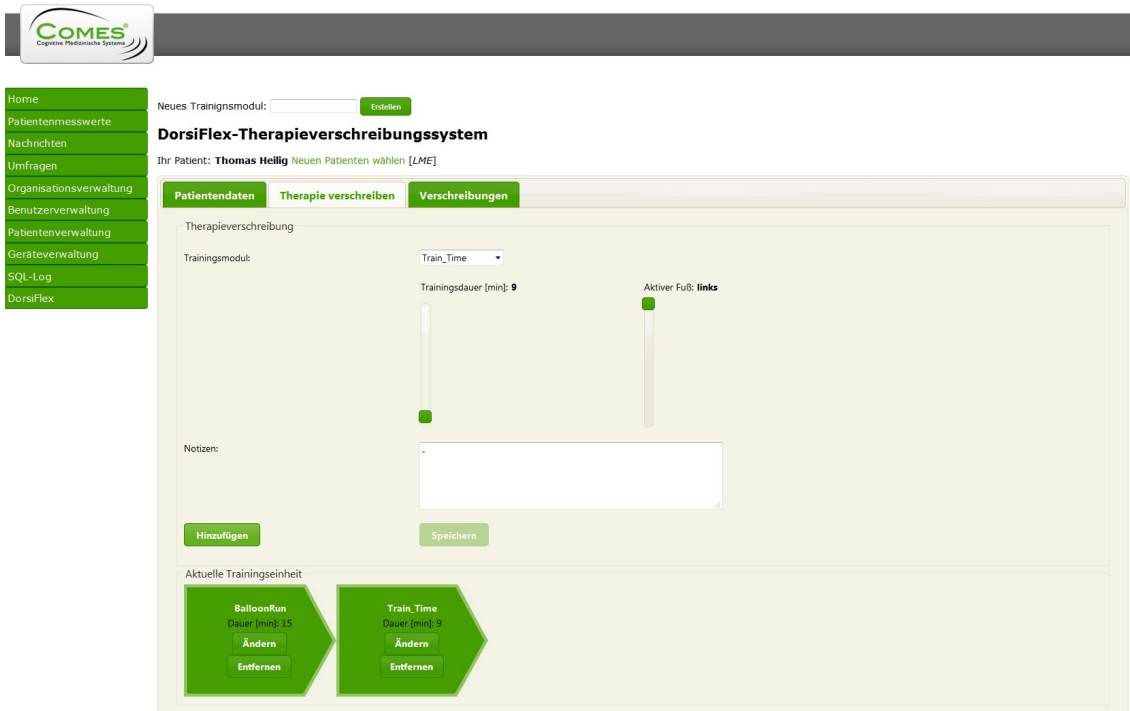 COMES®
Cognitive Medizinische Systeme
Home
Patientenmesswerte
Nachrichten
Umfragen
Organisationsverwaltung
Benutzerverwaltung
Patientenverwaltung
Geräteverwaltung
SQL-Log
DorsiFlex
Neues Trainignsmodul: Erstellen
DorsiFlex-Therapieverschreibungssystem
Ihr Patient: Thomas Heilig Neuen Patienten wählen [LME]
Patientendaten Therapie verschreiben Verschreibungen
Therapieverschreibung
Trainingsmodul: Train_Time
Trainingsdauer [min]: 9 Aktiver Fuß: links
Notizen: -
Hinzufügen Speichern
Aktuelle Trainingseinheit
BalloonRun Train_Time
Dauer [min]: 15 Dauer [min]: 9
Ändern Ändern
Entfernen Entfernen